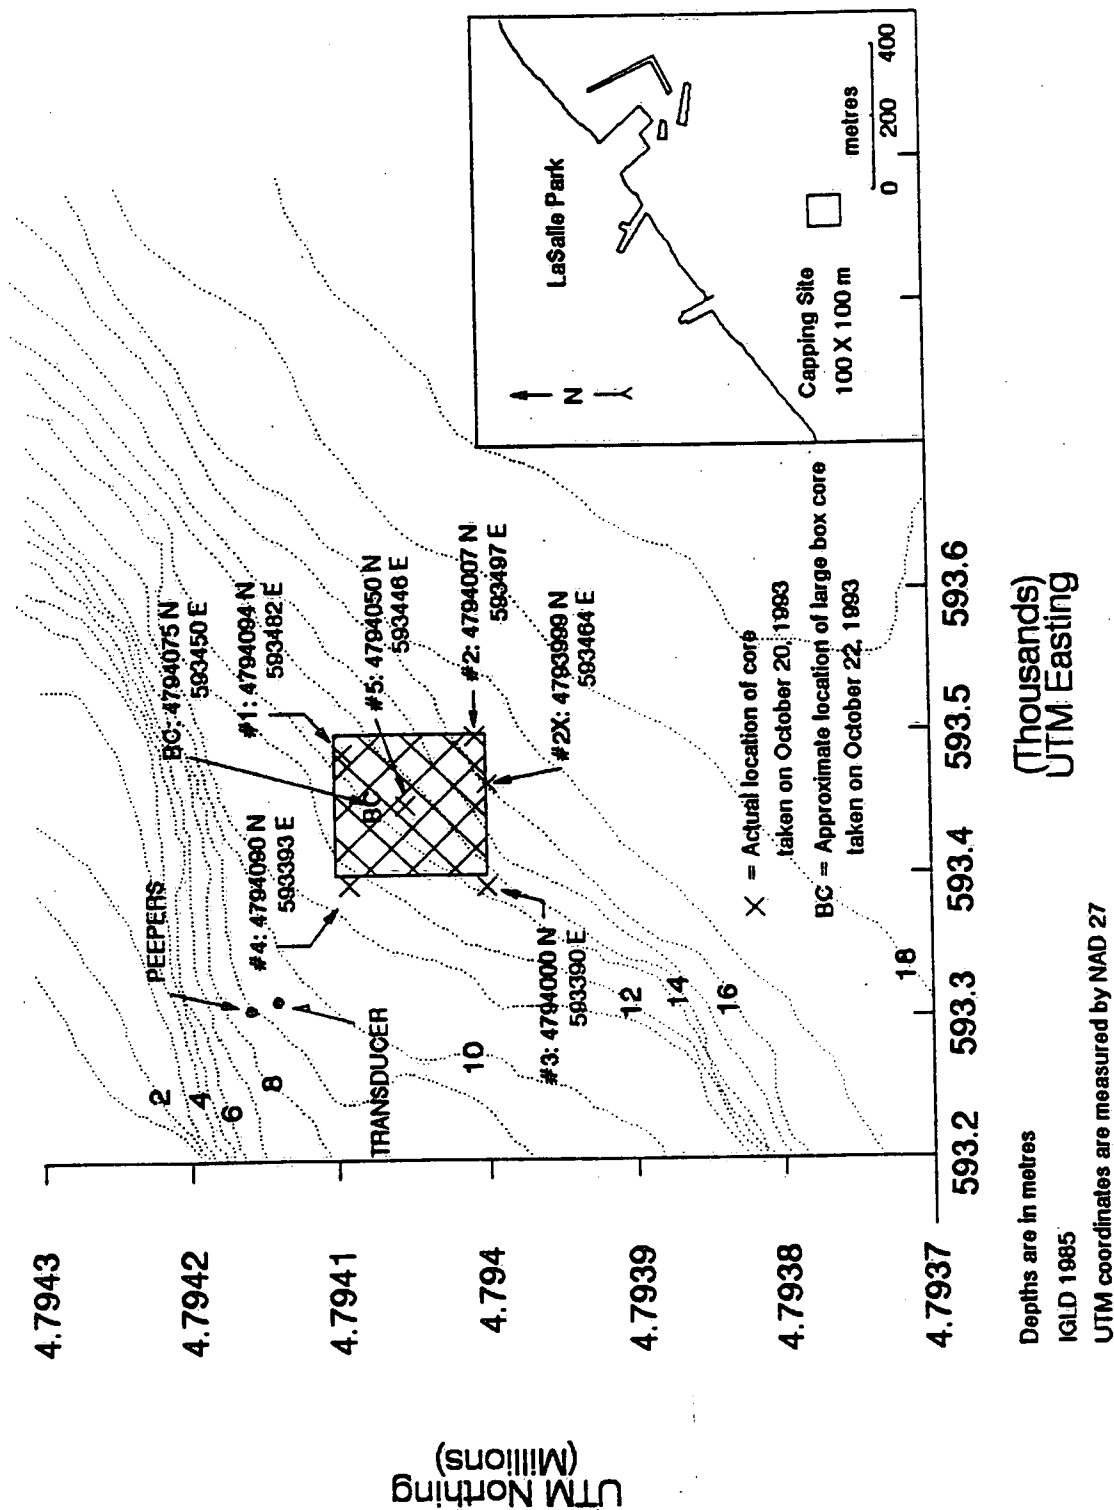 UTM Northing
(Millions)
4.7943
4.7942
4.7941
4.794
4.7939
4.7938
4.7937
2
4
6
8
10
12
14
16
18
PEEPERS
TRANSDUCER
#4: 4794090 N
593393 E
BC: 4794075 N
593450 E
#1: 4794094 N
593482 E
#5: 4794050 N
593446 E
#2: 4794007 N
593497 E
#2X: 4793999 N
593464 E
#3: 4794000 N
593390 E
BC
X = Actual location of core
taken on October 20, 1993
BC = Approximate location of large box core
taken on October 22, 1993
LaSalle Park
N
Capping Site
100 X 100 m
metres
0 200 400
593.2 593.3 593.4 593.5 593.6
(Thousands)
UTM Easting
Depths are in metres
IGLD 1985
UTM coordinates are measured by NAD 27